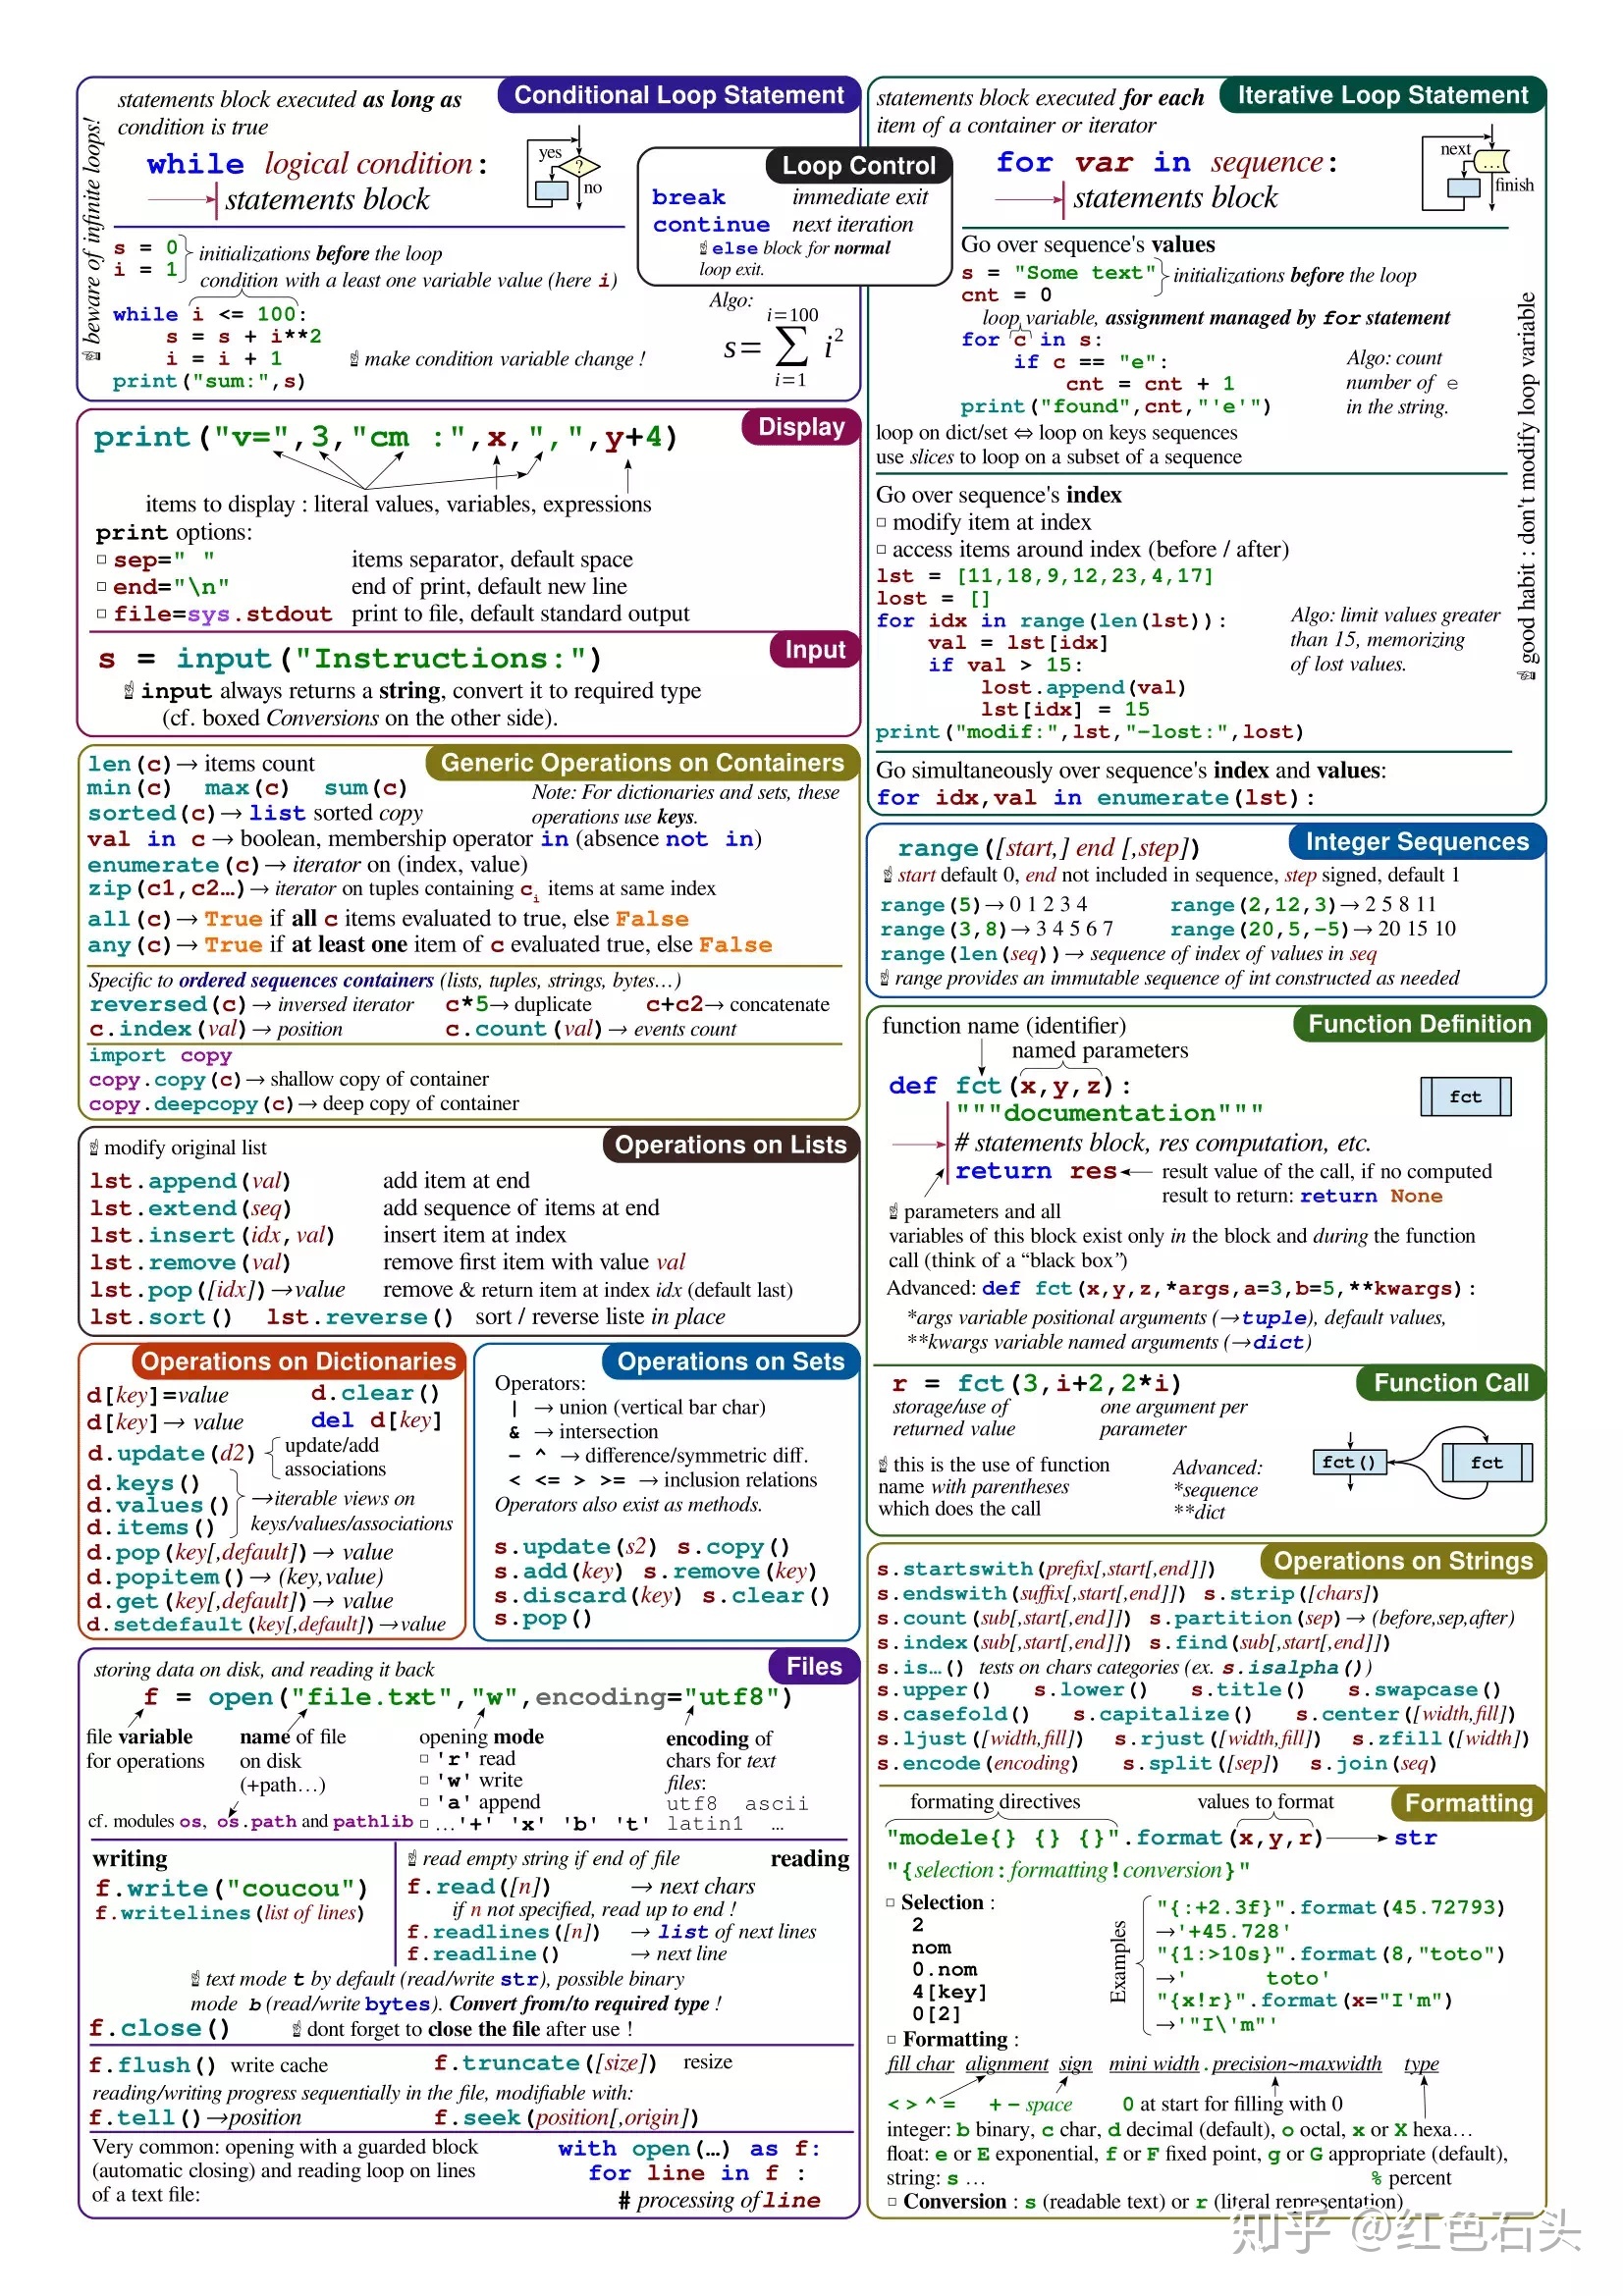 Conditional Loop Statement
statements block executed as long as
condition is true
while logical condition:
statements block
yes
?
no
beware of infinite loops!
s = 0
i = 1
initializations before the loop
condition with a least one variable value (here i)
while i <= 100:
s = s + i**2
i = i + 1
print("sum:",s)
make condition variable change !
Algo:
i=100
s= ∑ i²
i=1
Loop Control
break immediate exit
continue next iteration
else block for normal
loop exit.
Iterative Loop Statement
statements block executed for each
item of a container or iterator
for var in sequence:
statements block
next
...
finish
Go over sequence's values
s = "Some text"
cnt = 0
initializations before the loop
loop variable, assignment managed by for statement
for c in s:
if c == "e":
cnt = cnt + 1
print("found",cnt,"'e'")
Algo: count
number of e
in the string.
loop on dict/set ⇔ loop on keys sequences
use slices to loop on a subset of a sequence
Go over sequence's index
□ modify item at index
□ access items around index (before / after)
lst = [11,18,9,12,23,4,17]
lost = []
for idx in range(len(lst)):
val = lst[idx]
if val > 15:
lost.append(val)
lst[idx] = 15
print("modif:",lst,"-lost:",lost)
Algo: limit values greater
than 15, memorizing
of lost values.
good habit : don't modify loop variable
Go simultaneously over sequence's index and values:
for idx,val in enumerate(lst):
Display
print("v=",3,"cm :",x,",",y+4)
items to display : literal values, variables, expressions
print options:
□ sep=" " items separator, default space
□ end="\n" end of print, default new line
□ file=sys.stdout print to file, default standard output
Input
s = input("Instructions:")
input always returns a string, convert it to required type
(cf. boxed Conversions on the other side).
Generic Operations on Containers
len(c)→ items count
min(c) max(c) sum(c)
sorted(c)→ list sorted copy
Note: For dictionaries and sets, these
operations use keys.
val in c → boolean, membership operator in (absence not in)
enumerate(c)→ iterator on (index, value)
zip(c1,c2…)→ iterator on tuples containing cᵢ items at same index
all(c)→ True if all c items evaluated to true, else False
any(c)→ True if at least one item of c evaluated true, else False
Specific to ordered sequences containers (lists, tuples, strings, bytes…)
reversed(c)→ inversed iterator c*5→ duplicate c+c2→ concatenate
c.index(val)→ position c.count(val)→ events count
import copy
copy.copy(c)→ shallow copy of container
copy.deepcopy(c)→ deep copy of container
Integer Sequences
range([start,] end [,step])
start default 0, end not included in sequence, step signed, default 1
range(5)→ 0 1 2 3 4 range(2,12,3)→ 2 5 8 11
range(3,8)→ 3 4 5 6 7 range(20,5,-5)→ 20 15 10
range(len(seq))→ sequence of index of values in seq
range provides an immutable sequence of int constructed as needed
Operations on Lists
modify original list
lst.append(val) add item at end
lst.extend(seq) add sequence of items at end
lst.insert(idx,val) insert item at index
lst.remove(val) remove first item with value val
lst.pop([idx])→value remove & return item at index idx (default last)
lst.sort() lst.reverse() sort / reverse liste in place
Function Definition
function name (identifier)
named parameters
def fct(x,y,z):
"""documentation"""
# statements block, res computation, etc.
return res
result value of the call, if no computed
result to return: return None
fct
parameters and all
variables of this block exist only in the block and during the function
call (think of a “black box”)
Advanced: def fct(x,y,z,*args,a=3,b=5,**kwargs):
*args variable positional arguments (→tuple), default values,
**kwargs variable named arguments (→dict)
Function Call
r = fct(3,i+2,2*i)
storage/use of
returned value
one argument per
parameter
this is the use of function
name with parentheses
which does the call
Advanced:
*sequence
**dict
fct()
fct
Operations on Dictionaries
d[key]=value d.clear()
d[key]→ value del d[key]
d.update(d2) update/add
associations
d.keys()
d.values()
d.items()
→iterable views on
keys/values/associations
d.pop(key[,default])→ value
d.popitem()→ (key,value)
d.get(key[,default])→ value
d.setdefault(key[,default])→value
Operations on Sets
Operators:
| → union (vertical bar char)
& → intersection
- ^ → difference/symmetric diff.
< <= > >= → inclusion relations
Operators also exist as methods.
s.update(s2) s.copy()
s.add(key) s.remove(key)
s.discard(key) s.clear()
s.pop()
Operations on Strings
s.startswith(prefix[,start[,end]])
s.endswith(suffix[,start[,end]]) s.strip([chars])
s.count(sub[,start[,end]]) s.partition(sep)→ (before,sep,after)
s.index(sub[,start[,end]]) s.find(sub[,start[,end]])
s.is…() tests on chars categories (ex. s.isalpha())
s.upper() s.lower() s.title() s.swapcase()
s.casefold() s.capitalize() s.center([width,fill])
s.ljust([width,fill]) s.rjust([width,fill]) s.zfill([width])
s.encode(encoding) s.split([sep]) s.join(seq)
Files
storing data on disk, and reading it back
f = open("file.txt","w",encoding="utf8")
file variable
for operations
name of file
on disk
(+path…)
opening mode
□ 'r' read
□ 'w' write
□ 'a' append
□ …'+' 'x' 'b' 't'
encoding of
chars for text
files:
utf8 ascii
latin1 …
cf. modules os, os.path and pathlib
writing
f.write("coucou")
f.writelines(list of lines)
read empty string if end of file reading
f.read([n]) → next chars
if n not specified, read up to end !
f.readlines([n]) → list of next lines
f.readline() → next line
text mode t by default (read/write str), possible binary
mode b (read/write bytes). Convert from/to required type !
f.close() dont forget to close the file after use !
f.flush() write cache f.truncate([size]) resize
reading/writing progress sequentially in the file, modifiable with:
f.tell()→position f.seek(position[,origin])
Very common: opening with a guarded block
(automatic closing) and reading loop on lines
of a text file:
with open(…) as f:
for line in f :
# processing of line
Formatting
formating directives values to format
"modele{} {} {}".format(x,y,r) str
"{selection:formatting!conversion}"
□ Selection :
2
nom
0.nom
4[key]
0[2]
Examples
"{:+2.3f}".format(45.72793)
→'+45.728'
"{1:>10s}".format(8,"toto")
→'      toto'
"{x!r}".format(x="I'm")
→'"I\'m"'
□ Formatting :
fill char alignment sign mini width.precision~maxwidth type
< > ^ = + - space 0 at start for filling with 0
integer: b binary, c char, d decimal (default), o octal, x or X hexa…
float: e or E exponential, f or F fixed point, g or G appropriate (default),
string: s … % percent
□ Conversion : s (readable text) or r (literal representation)
知乎 @红色石头